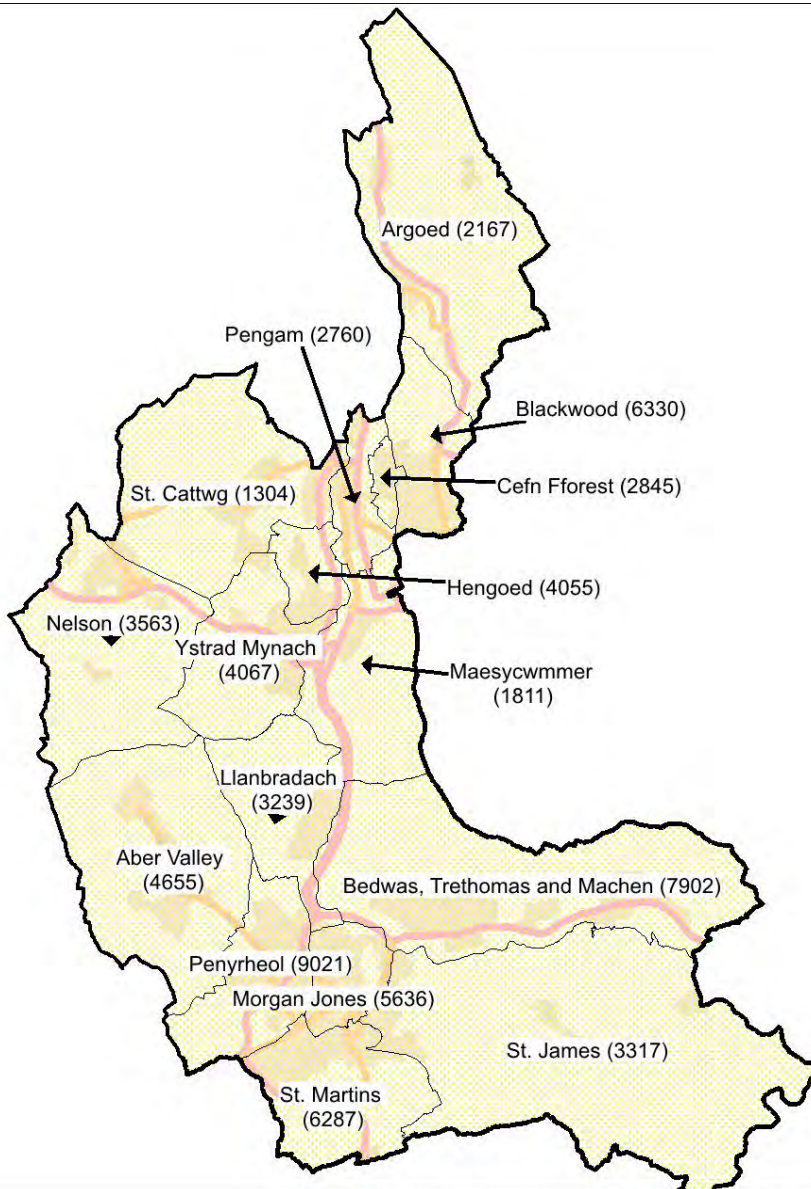 Argoed (2167)
Pengam (2760)
Blackwood (6330)
Cefn Fforest (2845)
St. Cattwg (1304)
Hengoed (4055)
Nelson (3563)
Ystrad Mynach
(4067)
Maesycwmmer
(1811)
Llanbradach
(3239)
Aber Valley
(4655)
Bedwas, Trethomas and Machen (7902)
Penyrheol (9021)
Morgan Jones (5636)
St. James (3317)
St. Martins
(6287)